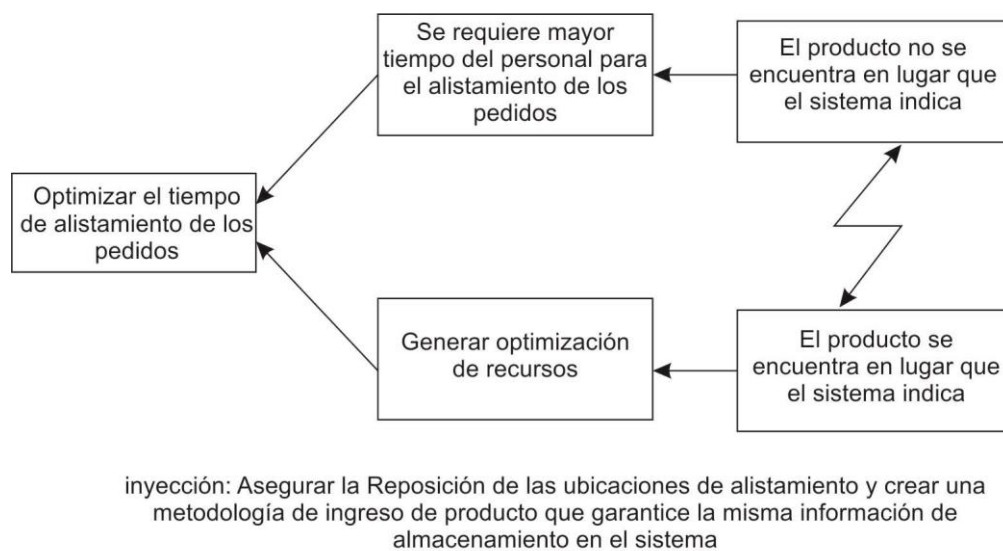 Se requiere mayor
tiempo del personal para
el alistamiento de los
pedidos
El producto no se
encuentra en lugar que
el sistema indica
Optimizar el tiempo
de alistamiento de los
pedidos
Generar optimización
de recursos
El producto se
encuentra en lugar que
el sistema indica
inyección: Asegurar la Reposición de las ubicaciones de alistamiento y crear una
metodología de ingreso de producto que garantice la misma información de
almacenamiento en el sistema